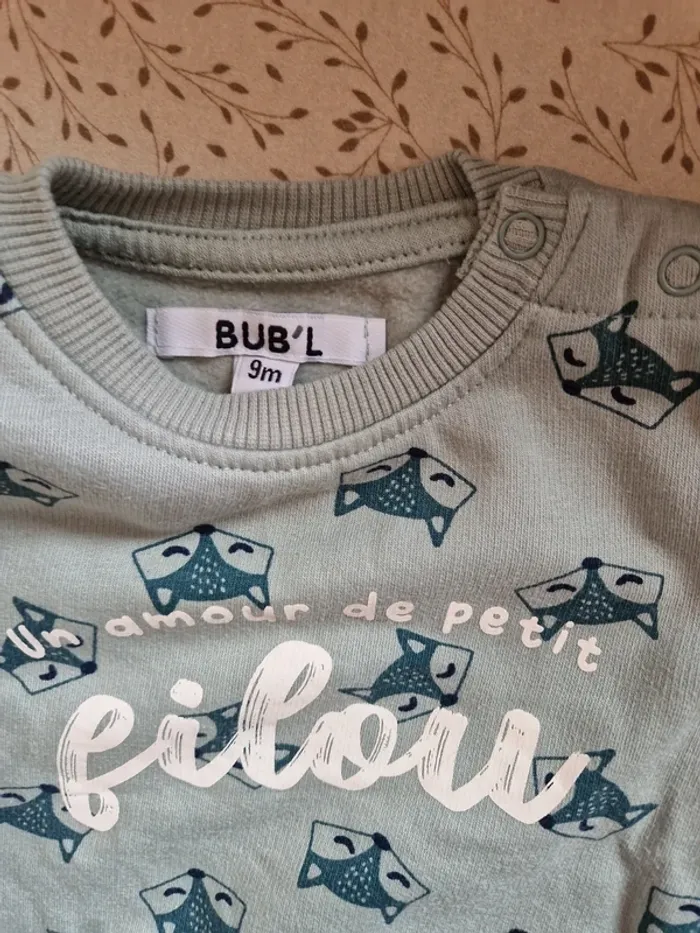 BUB'L
9m
Un amour de petit
filou